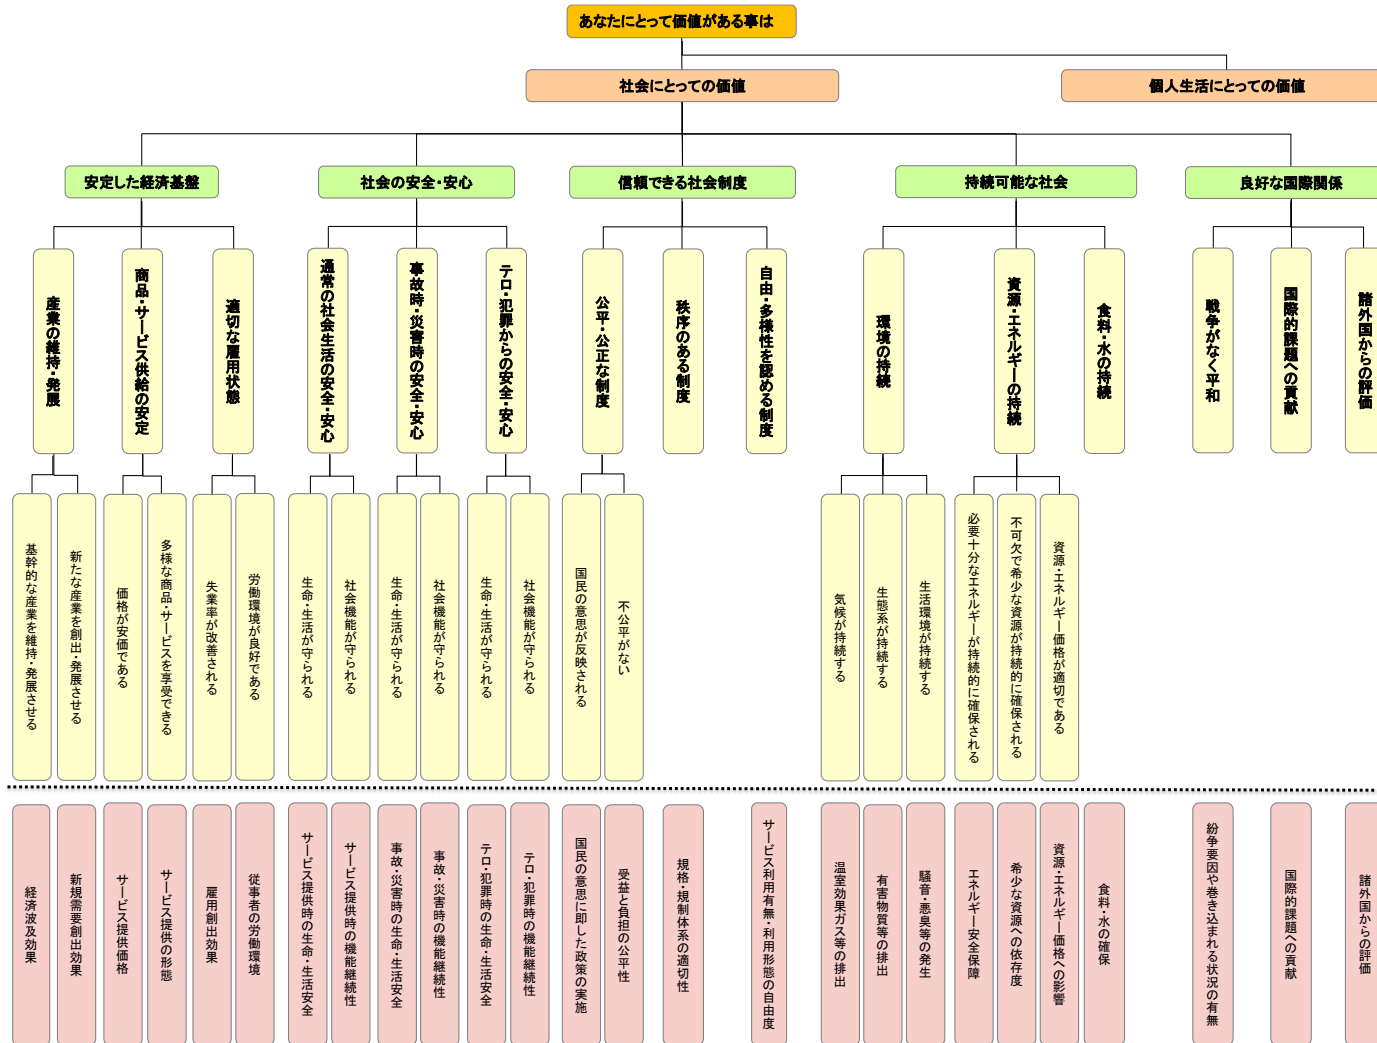 あなたにとって価値がある事は
社会にとっての価値
個人生活にとっての価値
安定した経済基盤
社会の安全・安心
信頼できる社会制度
持続可能な社会
良好な国際関係
産業の維持・発展
商品・サービス供給の安定
適切な雇用状態
通常の社会生活の安全・安心
事故時・災害時の安全・安心
テロ・犯罪からの安全・安心
公平・公正な制度
秩序のある制度
自由・多様性を認める制度
環境の持続
資源・エネルギーの持続
食料・水の持続
戦争がなく平和
国際的課題への貢献
諸外国からの評価
基幹的な産業を維持・発展させる
新たな産業を創出・発展させる
価格が安価である
多様な商品・サービスを享受できる
失業率が改善される
労働環境が良好である
生命・生活が守られる
社会機能が守られる
生命・生活が守られる
社会機能が守られる
生命・生活が守られる
社会機能が守られる
国民の意思が反映される
不公平がない
気候が持続する
生態系が持続する
生活環境が持続する
必要十分なエネルギーが持続的に確保される
不可欠で希少な資源が持続的に確保される
資源・エネルギー価格が適切である
経済波及効果
新規需要創出効果
サービス提供価格
サービス提供の形態
雇用創出効果
従事者の労働環境
サービス提供時の生命・生活安全
サービス提供時の機能継続性
事故・災害時の生命・生活安全
事故・災害時の機能継続性
テロ・犯罪時の生命・生活安全
テロ・犯罪時の機能継続性
国民の意思に即した政策の実施
受益と負担の公平性
規格・規制体系の適切性
サービス利用有無・利用形態の自由度
温室効果ガス等の排出
有害物質等の排出
騒音・悪臭等の発生
エネルギー安全保障
希少な資源への依存度
資源・エネルギー価格への影響
食料・水の確保
紛争要因や巻き込まれる状況の有無
国際的課題への貢献
諸外国からの評価